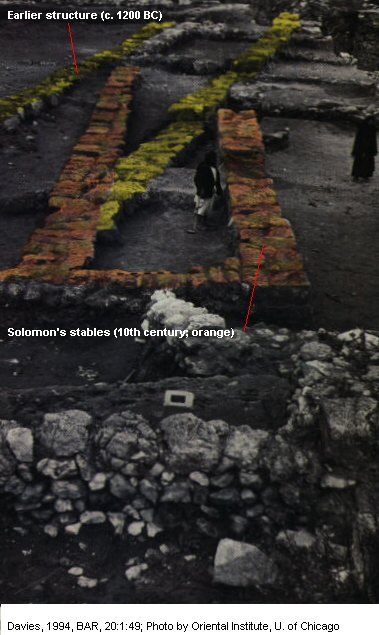 Earlier structure (c. 1200 BC)
Solomon's stables (10th century; orange)
Davies, 1994, BAR, 20:1:49; Photo by Oriental Institute, U. of Chicago